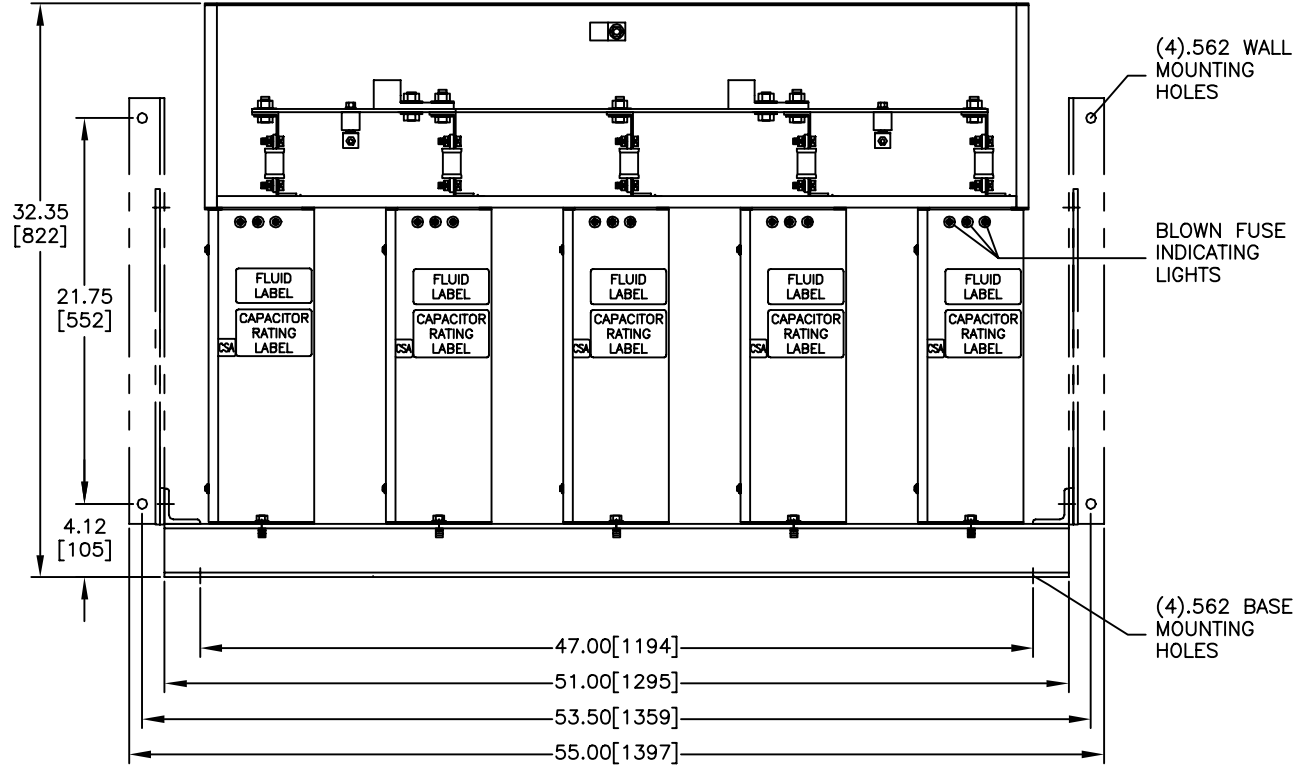 (4).562 WALL
MOUNTING
HOLES
32.35
[822]
21.75
[552]
4.12
[105]
BLOWN FUSE
INDICATING
LIGHTS
FLUID
LABEL
CAPACITOR
RATING
LABEL
CSA
FLUID
LABEL
CAPACITOR
RATING
LABEL
CSA
FLUID
LABEL
CAPACITOR
RATING
LABEL
CSA
FLUID
LABEL
CAPACITOR
RATING
LABEL
CSA
FLUID
LABEL
CAPACITOR
RATING
LABEL
CSA
(4).562 BASE
MOUNTING
HOLES
47.00[1194]
51.00[1295]
53.50[1359]
55.00[1397]